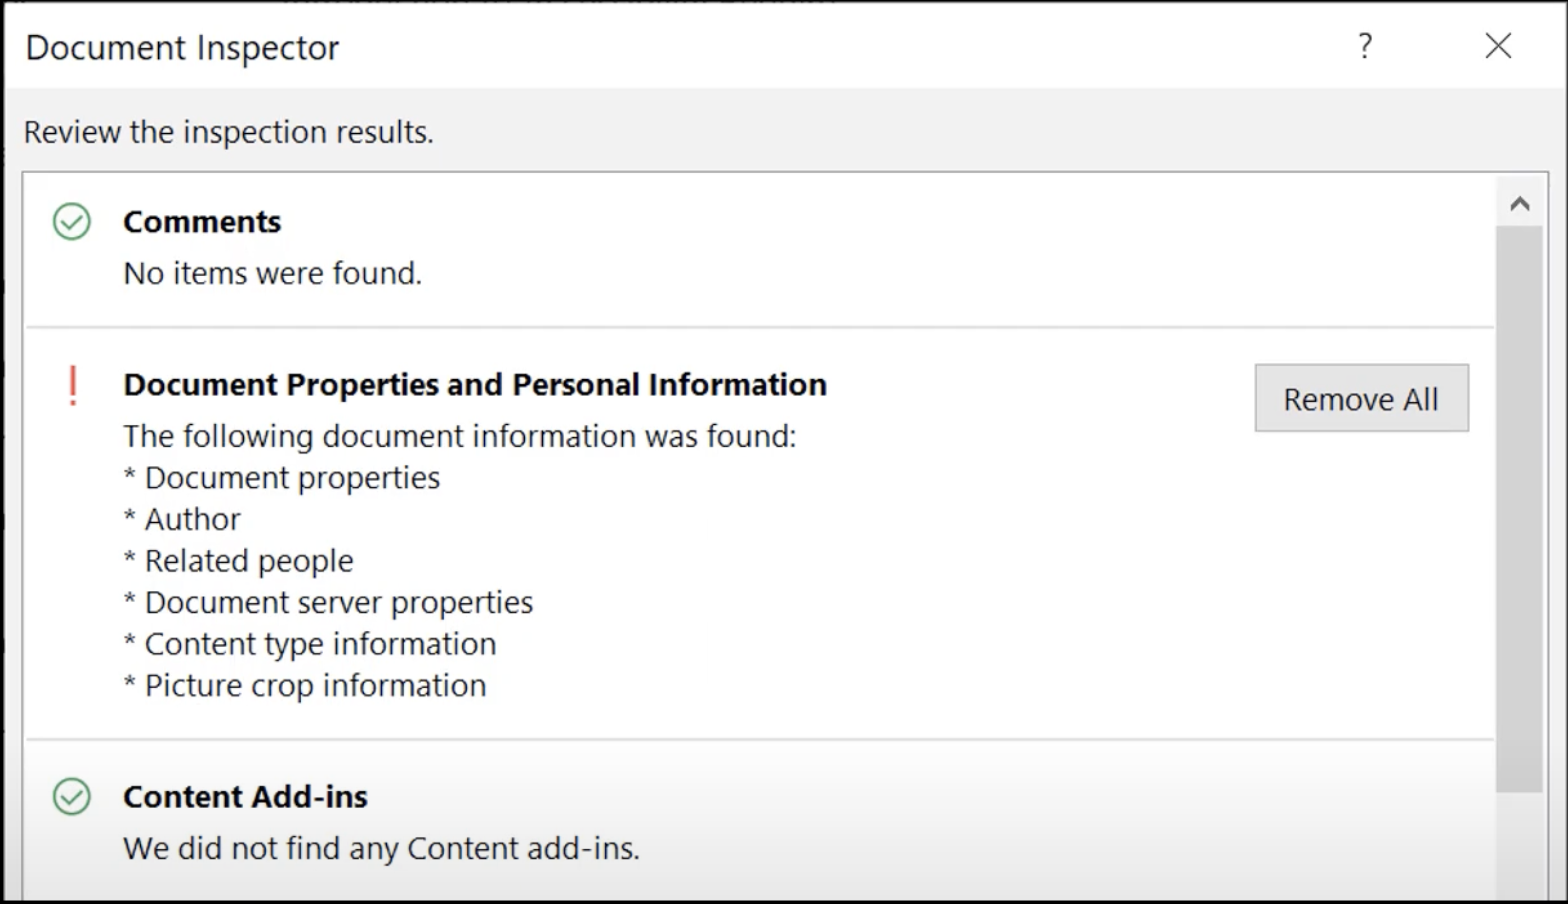 Document Inspector
?
Review the inspection results.
Comments
No items were found.
Document Properties and Personal Information
Remove All
The following document information was found:
* Document properties
* Author
* Related people
* Document server properties
* Content type information
* Picture crop information
Content Add-ins
We did not find any Content add-ins.